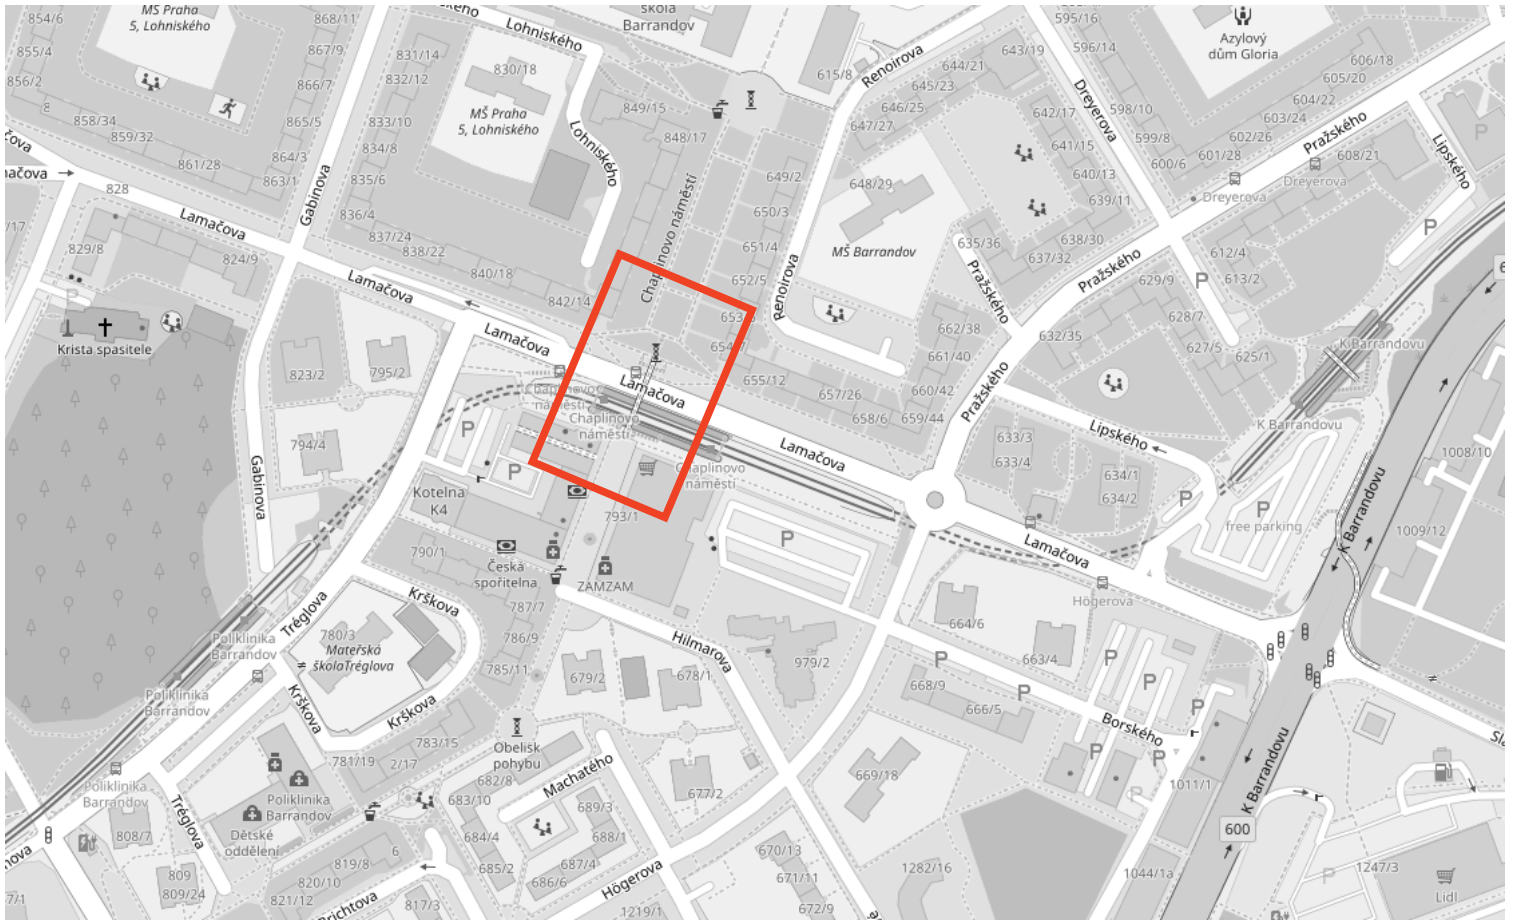 854/6
MŠ Praha
5, Lohniského
868/11
Lohniského
škola
Barrandov
595/16
855/4
867/9
831/14
830/18
643/19
596/14
Azylový
dům Gloria
856/2
866/7
832/12
615/8
Renoirova
644/21
645/23
606/18
605/20
604/22
8
858/34
859/32
865/5
833/10
MŠ Praha
5, Lohniského
849/15
848/17
646/25
647/27
642/17
Dreyerova
598/10
599/8
603/24
602/26
Pražského
P
861/28
864/3
863/1
834/8
835/6
Lohniského
649/2
648/29
641/15
640/13
639/11
600/6
601/28
608/21
Dreyerova
Dreyerova
Lipského
828
Lamačova
Gabinova
836/4
837/24
838/22
Chaplinovo náměstí
650/3
651/4
652/5
MŠ Barrandov
635/36
638/30
637/32
612/4
613/2
P
P
829/8
824/9
Lamačova
840/18
842/14
Renoirova
Pražského
Pražského
629/9
628/7
P
Krista spasitele
823/2
795/2
Lamačova
662/38
661/40
632/35
627/5
625/1
K Barrandovu
Lamačova
655/12
657/26
658/6
660/42
659/44
Pražského
Chaplinovo
náměstí
Chaplinovo
náměstí
K Barrandovu
794/4
P
P
Lamačova
Chaplinovo
náměstí
633/3
633/4
Lipského
634/1
634/2
1008/10
Gabinova
Kotelna
K4
793/1
P
P
P
free parking
K Barrandovu
1009/12
790/1
Česká
spořitelna
ZAMZAM
Lamačova
Högerova
Krškova
787/7
786/9
785/11
Tréglova
780/3
Mateřská
školaTréglova
Poliklinika
Barrandov
Hilmarova
664/6
663/4
979/2
679/2
678/1
P
P
P
P
668/9
666/5
Poliklinika
Barrandov
Krškova
Krškova
Borského
P
P
783/15
781/19
2/17
Obelisk
pohybu
682/8
Machatého
677/2
669/18
1011/1
K Barrandovu
P
Poliklinika
Barrandov
Tréglova
Poliklinika
Barrandov
683/10
689/3
688/1
600
808/7
Dětské
oddělení
684/4
685/2
687/4
686/6
809
809/24
819/8
6
820/10
821/12
817/3
Högerova
670/13
671/11
672/9
1282/16
1044/1a
P
1247/3
Lidl
1219/1